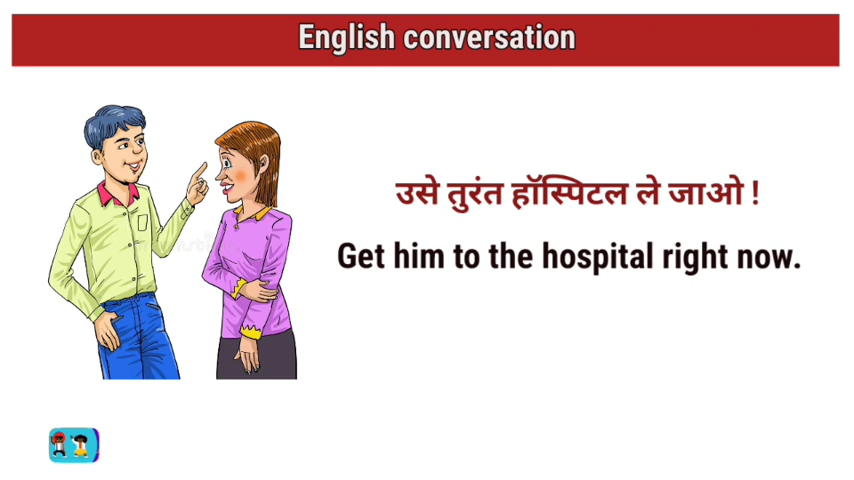 English conversation
उसे तुरंत हॉस्पिटल ले जाओ !
Get him to the hospital right now.